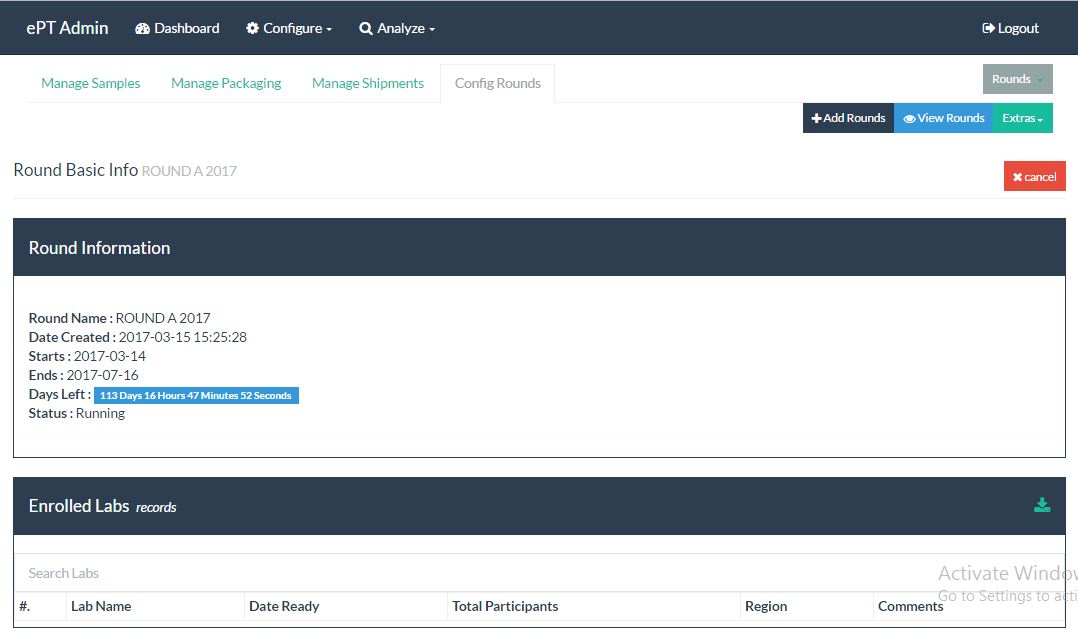 ePT Admin Dashboard Configure Analyze Logout
Manage Samples Manage Packaging Manage Shipments Config Rounds Rounds
Add Rounds View Rounds Extras
Round Basic Info ROUND A 2017 cancel
Round Information
Round Name : ROUND A 2017
Date Created : 2017-03-15 15:25:28
Starts : 2017-03-14
Ends : 2017-07-16
Days Left : 113 Days 16 Hours 47 Minutes 52 Seconds
Status : Running
Enrolled Labs records
Search Labs
Activate Window
#. Lab Name Date Ready Total Participants Region Comments
Go to Settings to acti